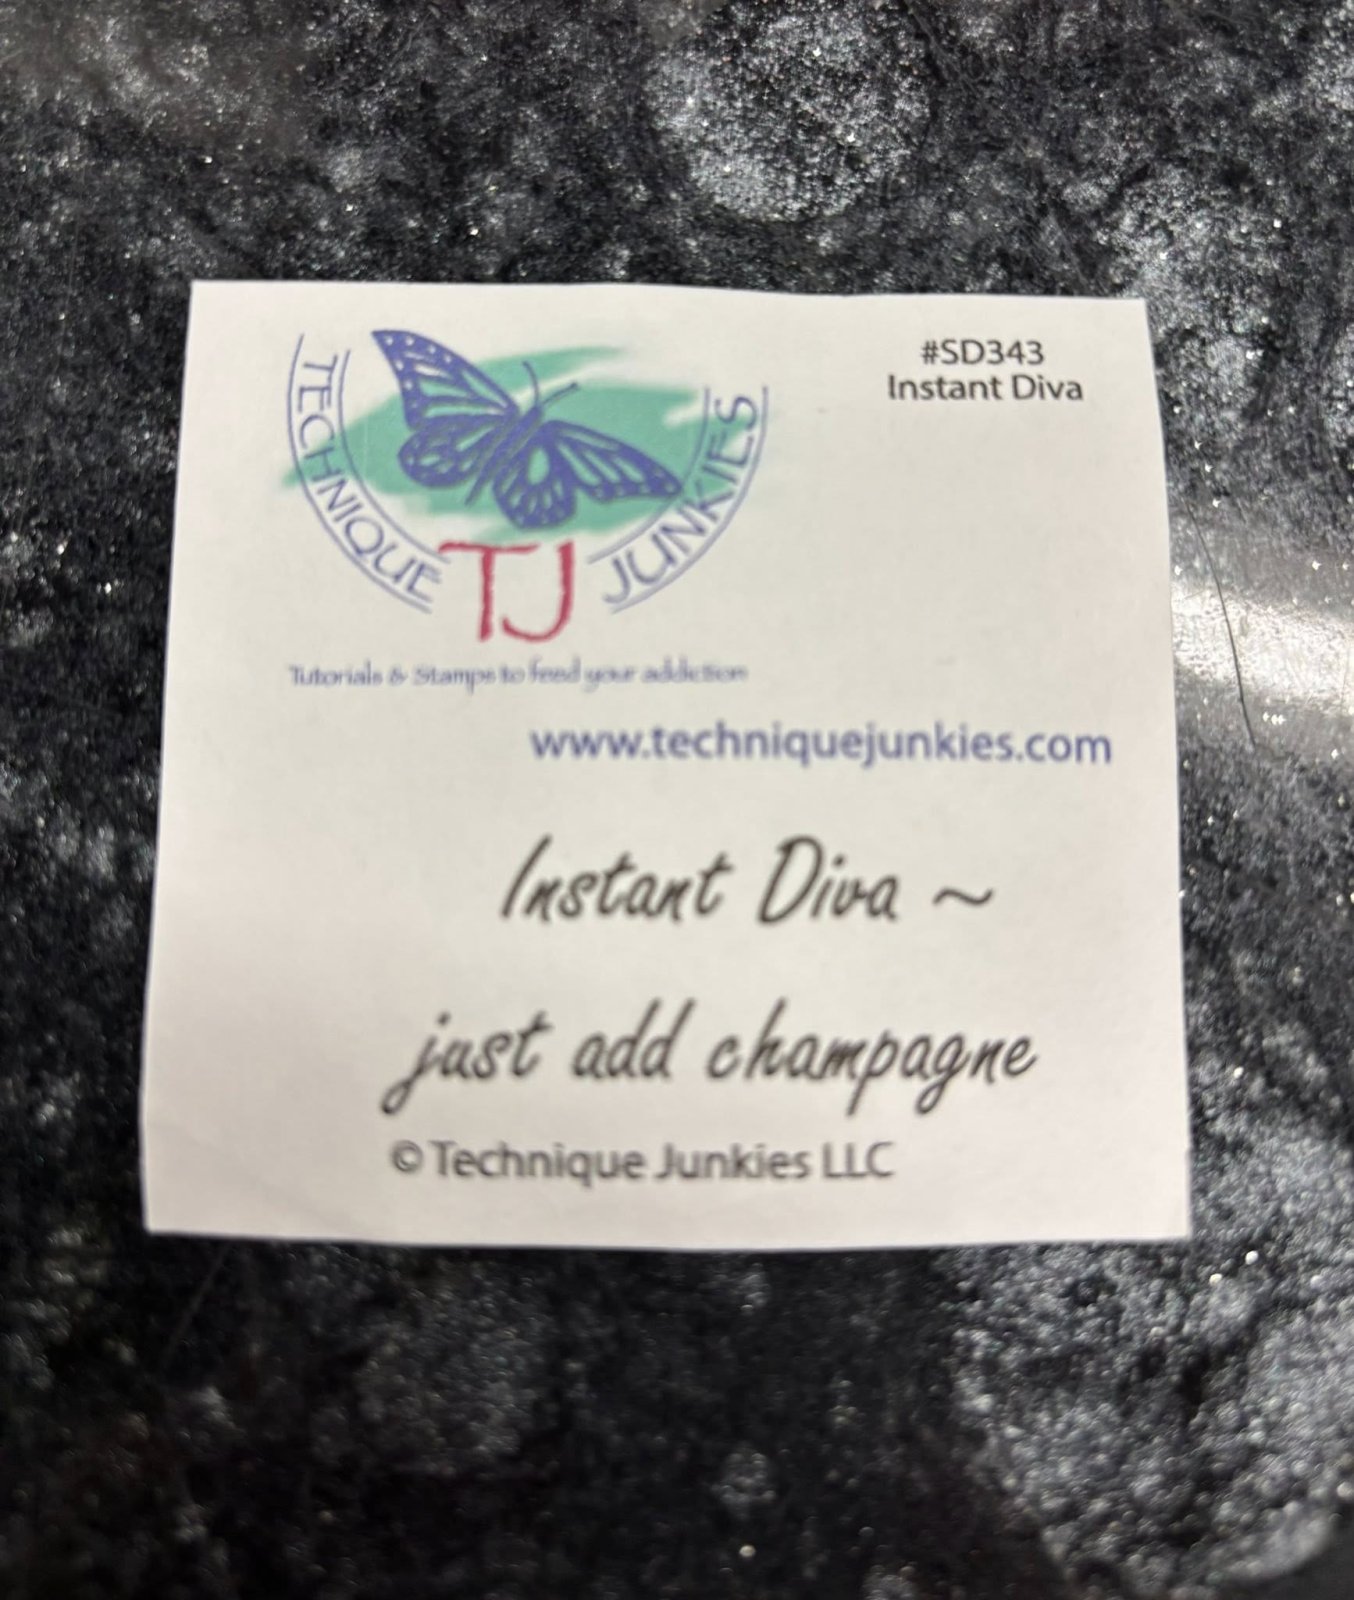 TECHNIQUE JUNKIES
TJ
Tutorials & Stamps to feed your addiction
#SD343
Instant Diva
www.techniquejunkies.com
Instant Diva ~
just add champagne
© Technique Junkies LLC